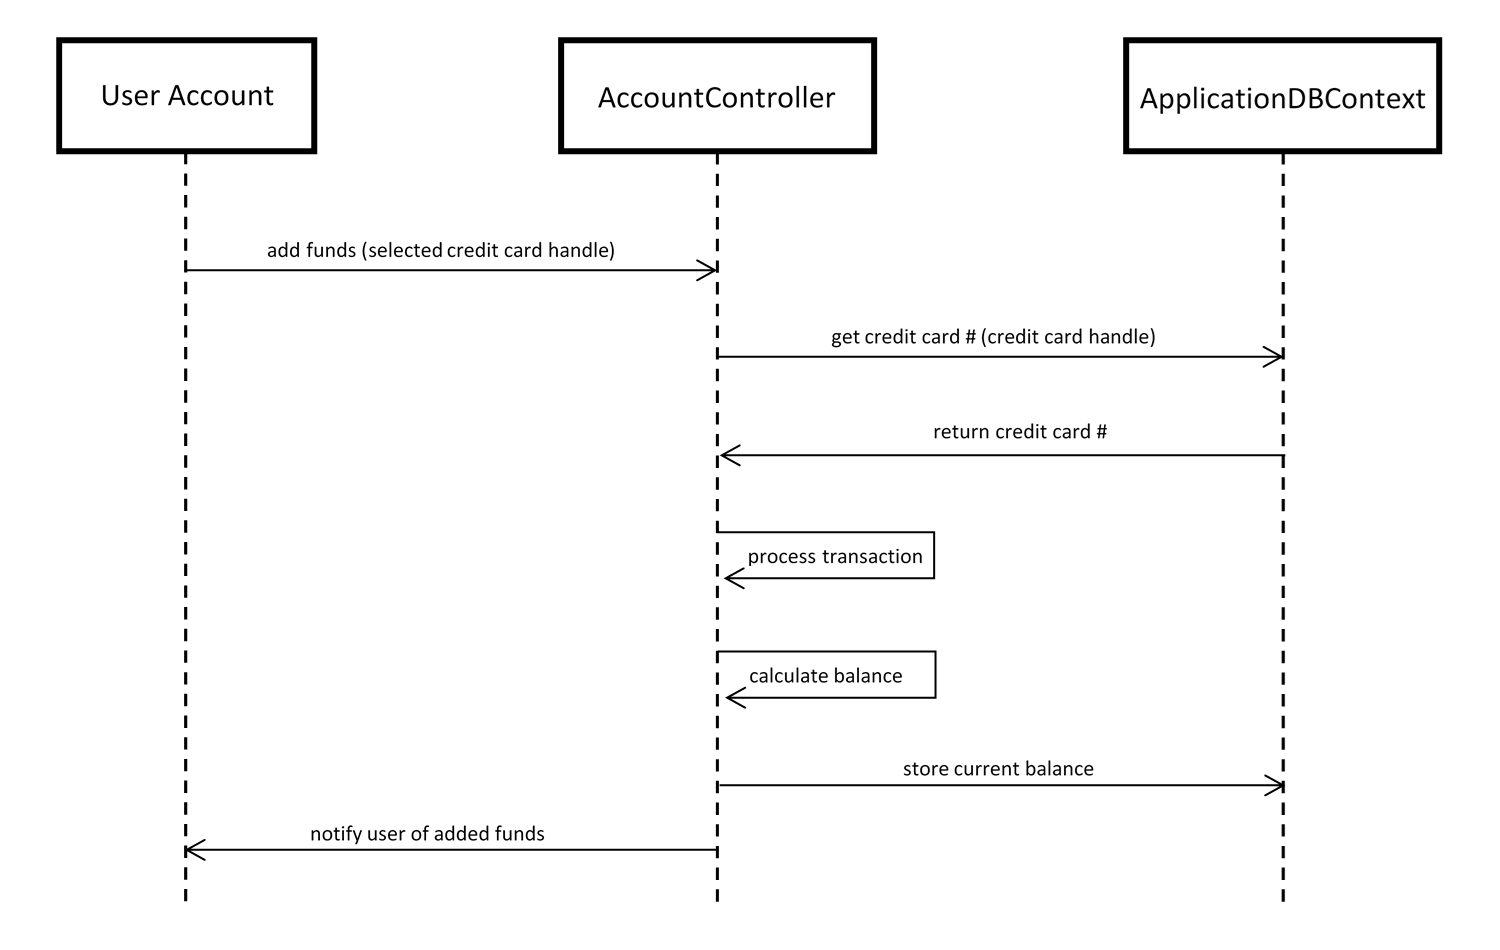 User Account
AccountController
ApplicationDBContext
add funds (selected credit card handle)
get credit card # (credit card handle)
return credit card #
process transaction
calculate balance
store current balance
notify user of added funds